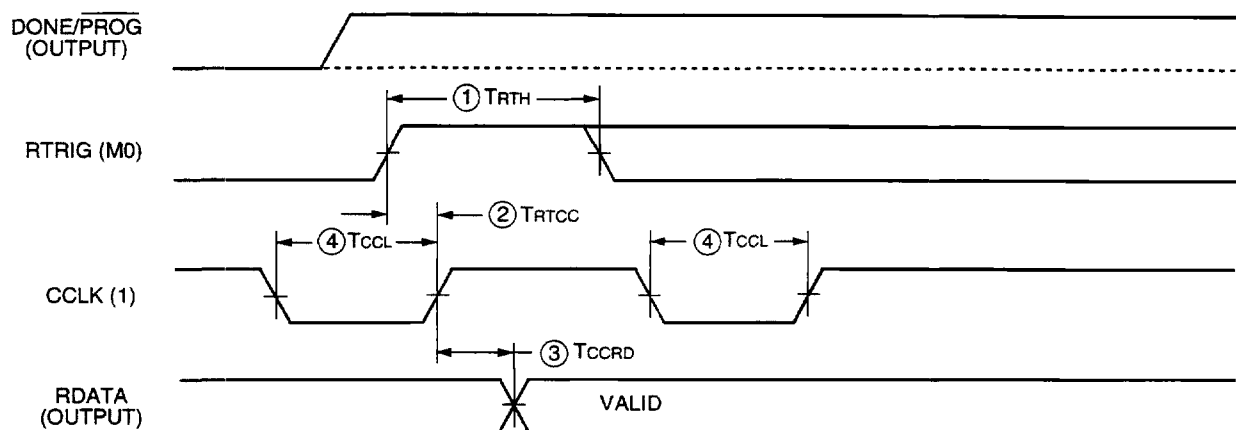 DONE/PROG
(OUTPUT)
① TRTH
RTRIG (M0)
② TRTCC
④ TCCL
④ TCCL
CCLK (1)
③ TCCRD
RDATA
(OUTPUT)
VALID